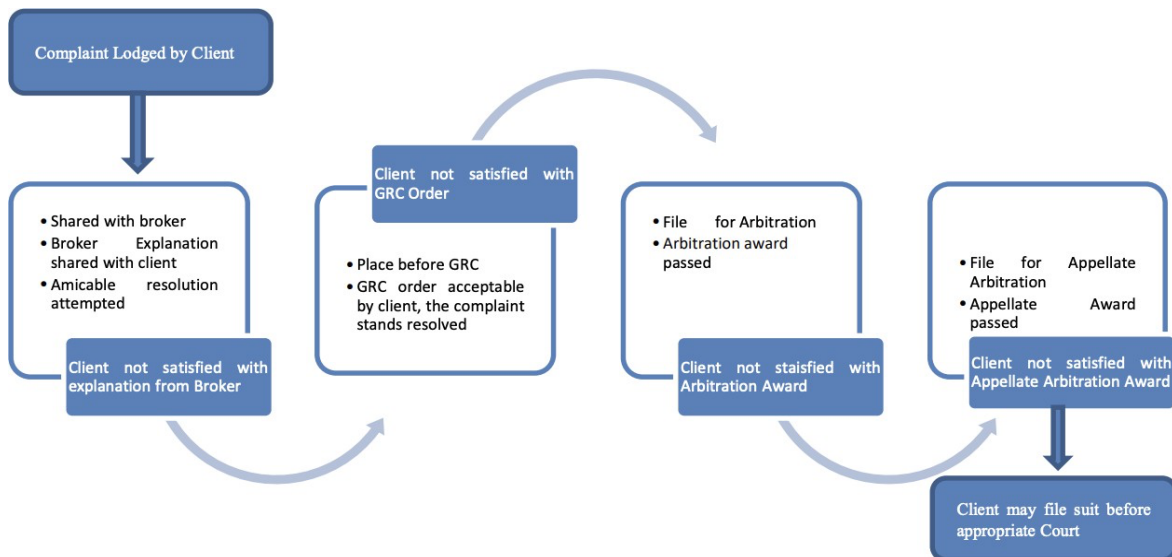 Complaint Lodged by Client
• Shared with broker
• Broker Explanation
shared with client
• Amicable resolution
attempted
Client not satisfied with
explanation from Broker
Client not satisfied with
GRC Order
• Place before GRC
• GRC order acceptable
by client, the complaint
stands resolved
• File for Arbitration
• Arbitration award
passed
Client not staisfied with
Arbitration Award
• File for Appellate
Arbitration
• Appellate Award
passed
Client not satisfied with
Appellate Arbitration Award
Client may file suit before
appropriate Court